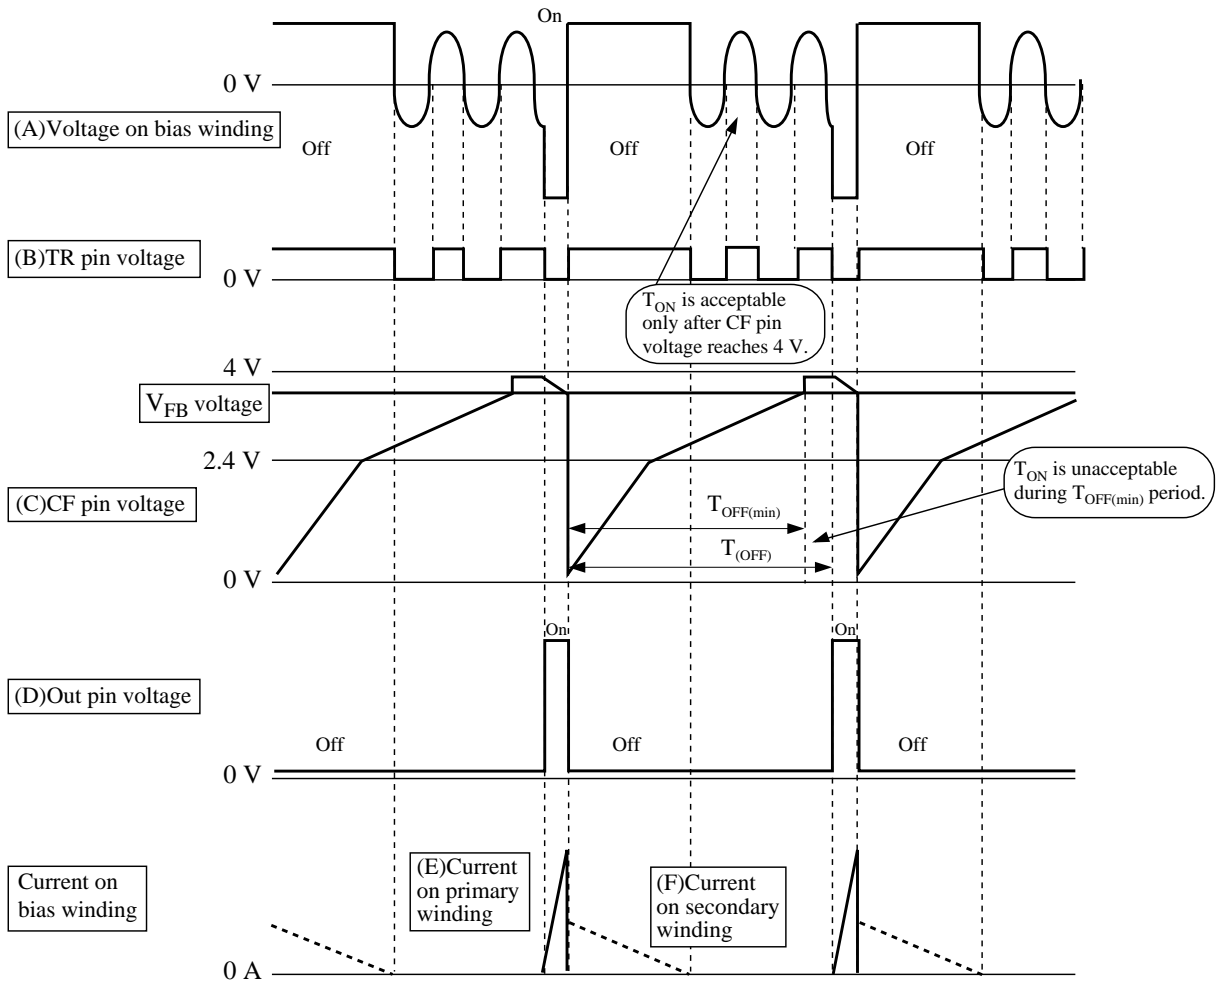 On
0 V
(A)Voltage on bias winding
Off
Off
Off
(B)TR pin voltage
0 V
TON is acceptable
only after CF pin
voltage reaches 4 V.
4 V
VFB voltage
2.4 V
TON is unacceptable
during TOFF(min) period.
(C)CF pin voltage
TOFF(min)
T(OFF)
0 V
On
On
(D)Out pin voltage
Off
Off
Off
0 V
(E)Current
on primary
winding
(F)Current
on secondary
winding
Current on
bias winding
0 A